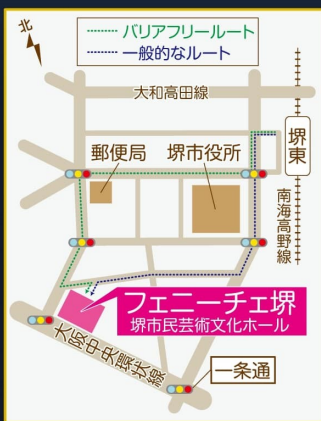 北
バリアフリールート
一般的なルート
大和高田線
堺東
郵便局
堺市役所
南海高野線
フェニーチェ堺
堺市民芸術文化ホール
大阪中央環状線
一条通